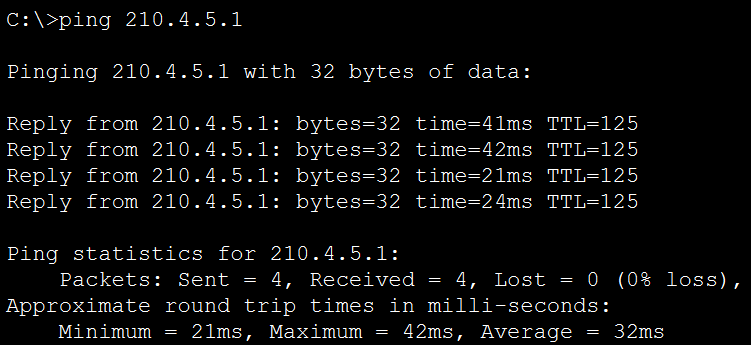 C:\>ping 210.4.5.1
Pinging 210.4.5.1 with 32 bytes of data:
Reply from 210.4.5.1: bytes=32 time=41ms TTL=125
Reply from 210.4.5.1: bytes=32 time=42ms TTL=125
Reply from 210.4.5.1: bytes=32 time=21ms TTL=125
Reply from 210.4.5.1: bytes=32 time=24ms TTL=125
Ping statistics for 210.4.5.1:
    Packets: Sent = 4, Received = 4, Lost = 0 (0% loss),
Approximate round trip times in milli-seconds:
    Minimum = 21ms, Maximum = 42ms, Average = 32ms